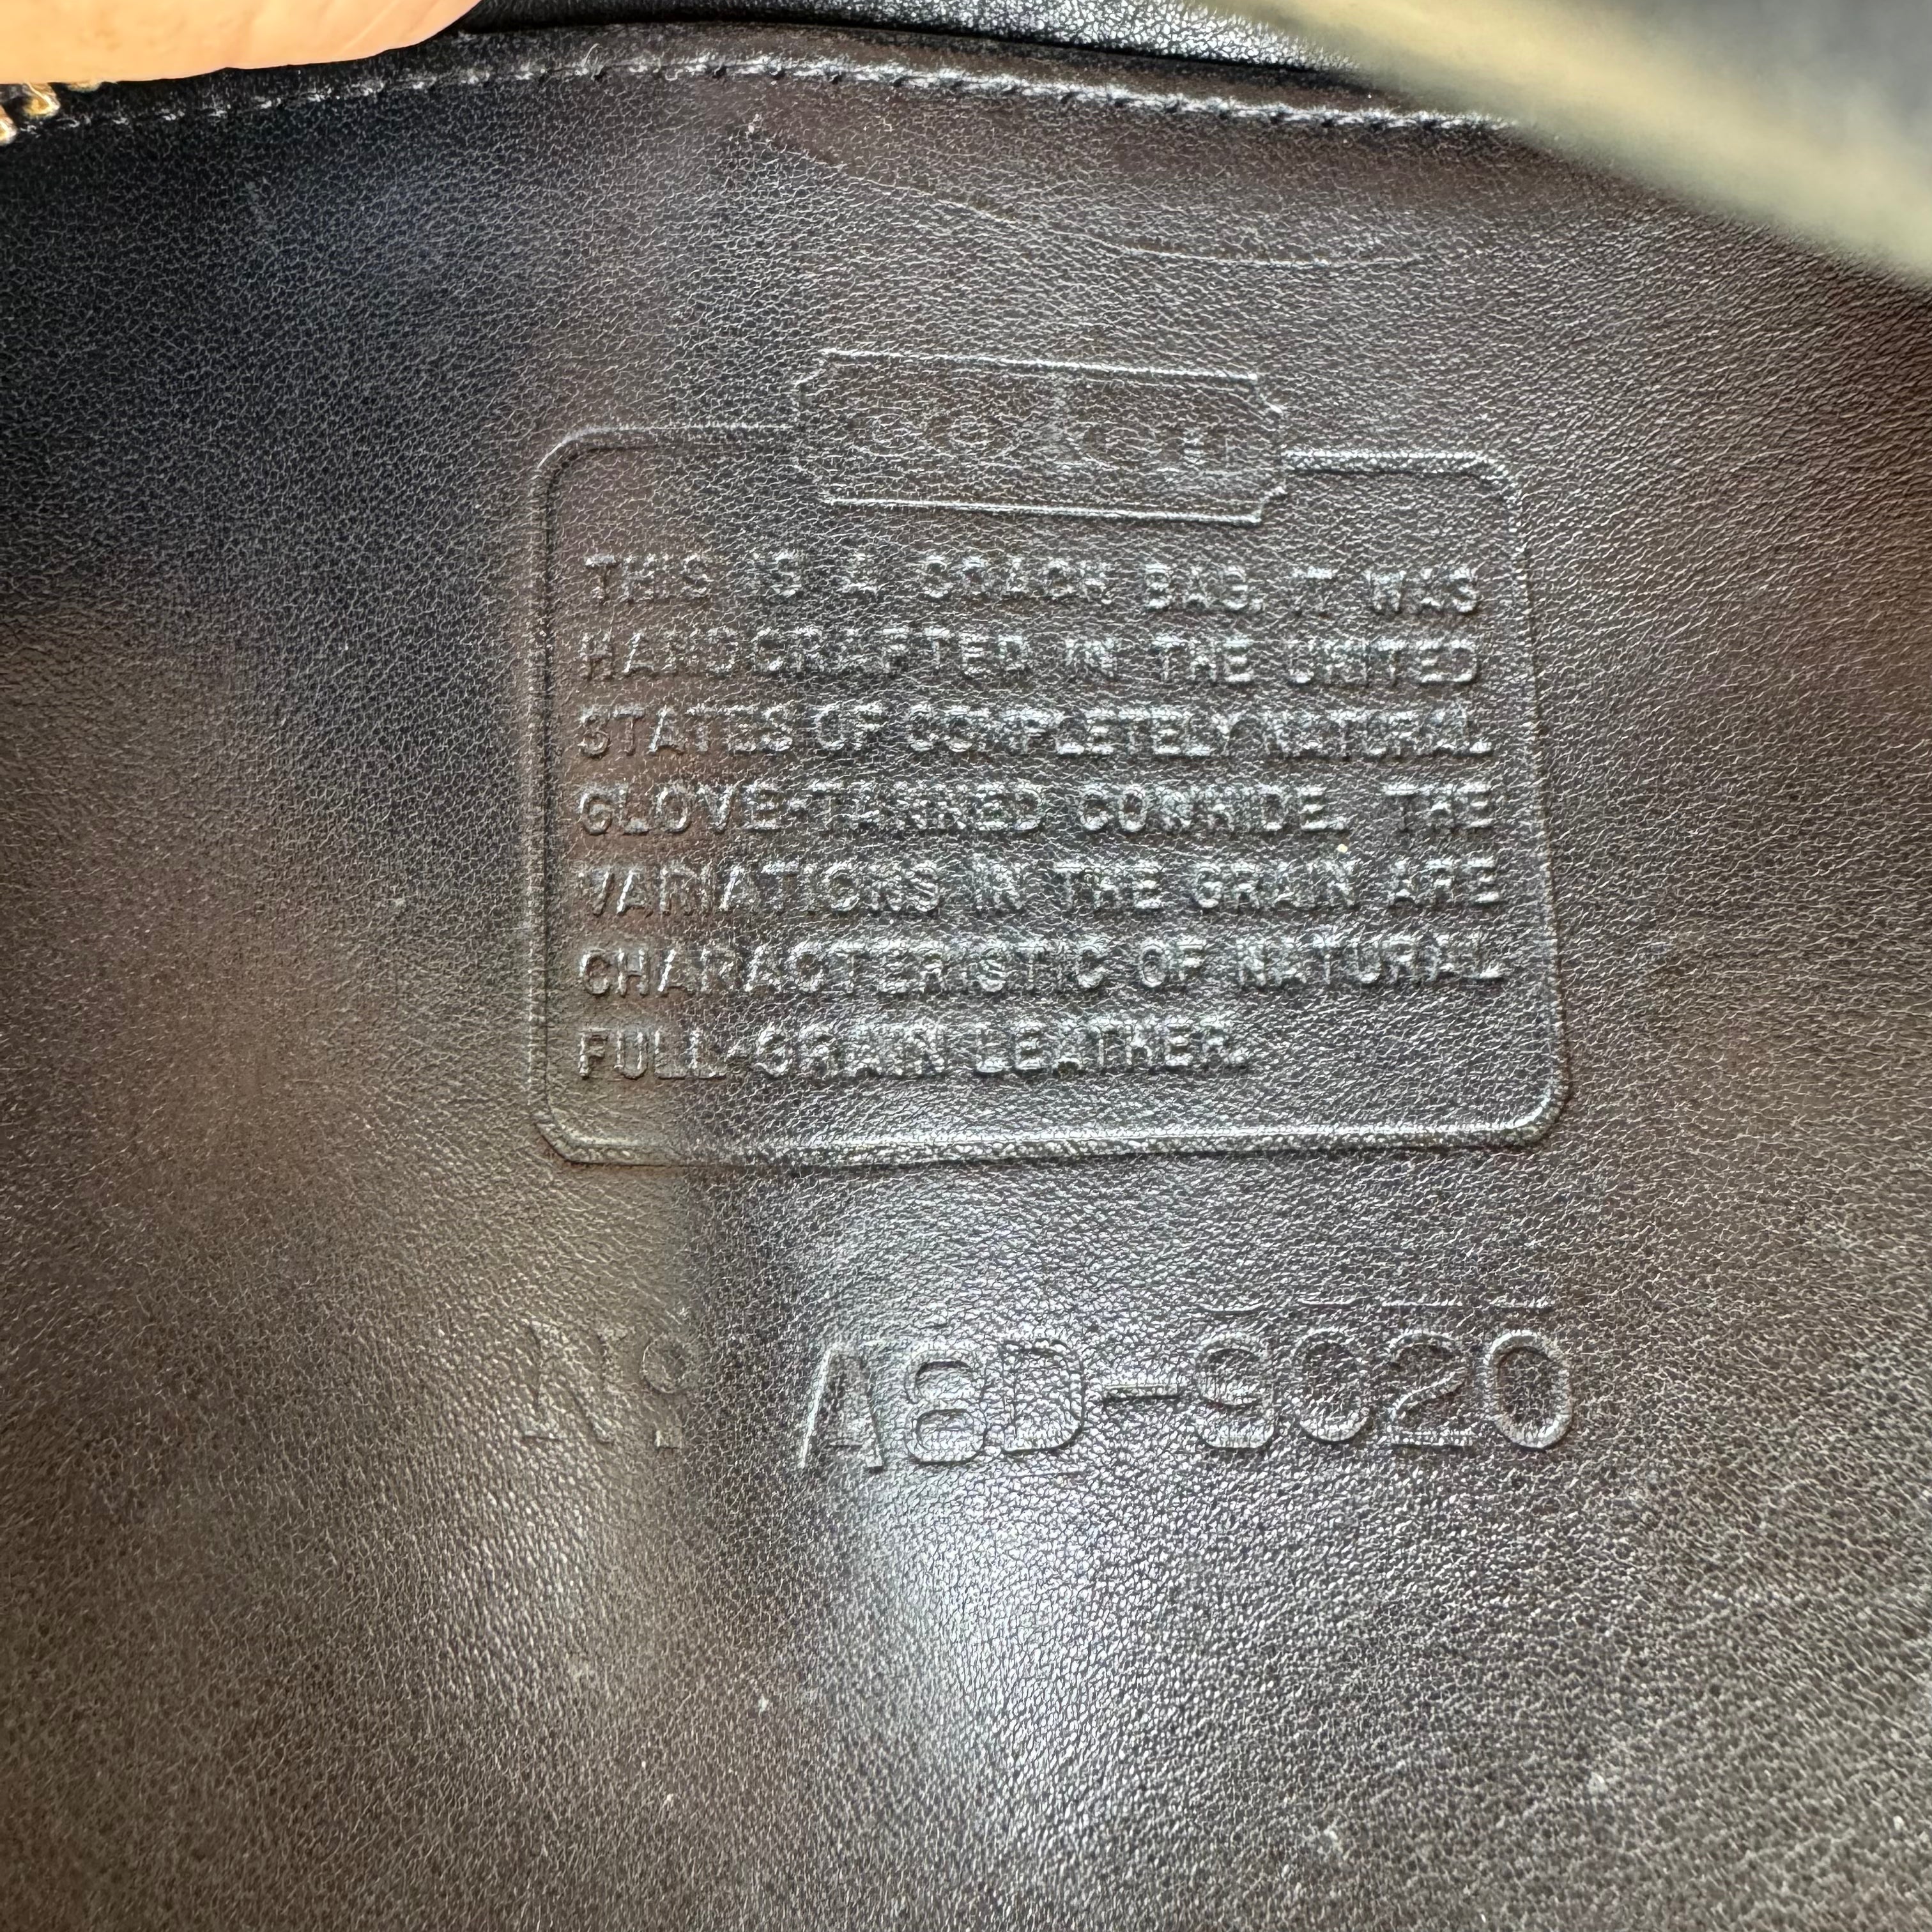 COACH
THIS IS A COACH BAG. IT WAS
HANDCRAFTED IN THE UNITED
STATES OF COMPLETELY NATURAL
GLOVE-TANNED COWHIDE. THE
VARIATIONS IN THE GRAIN ARE
CHARACTERISTIC OF NATURAL
FULL-GRAIN LEATHER.
Nº A8D-9020